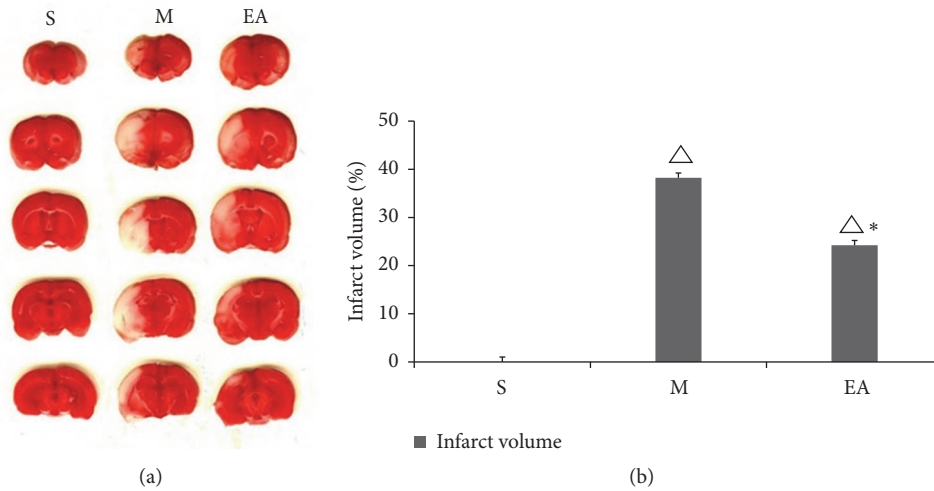 S M EA
(a)
50
40
30
20
10
0
Infarct volume (%)
△
△ *
S M EA
■ Infarct volume
(b)